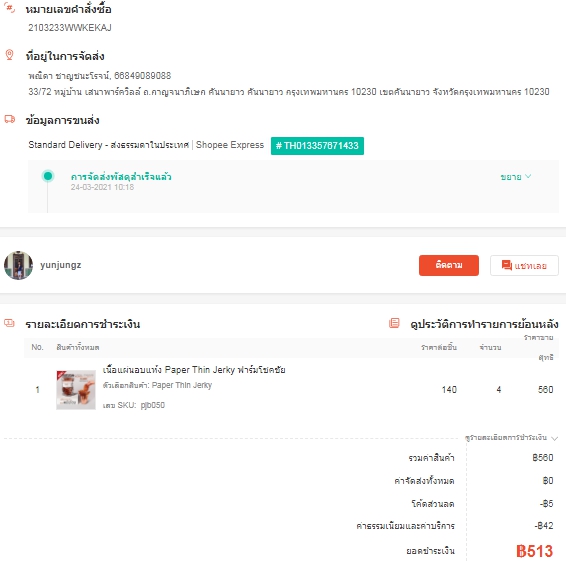 หมายเลขคำสั่งซื้อ
2103233WWKEKAJ
ที่อยู่ในการจัดส่ง
พณิดา ชาญชนะวิโรจน์, 66849089088
33/72 หมู่บ้าน เสนาพาร์ควิลล์ ถ.กาญจนาภิเษก คันนายาว คันนายาว กรุงเทพมหานคร 10230 เขตคันนายาว จังหวัดกรุงเทพมหานคร 10230
ข้อมูลการขนส่ง
Standard Delivery - ส่งธรรมดาในประเทศ | Shopee Express # TH013357671433
การจัดส่งพัสดุสำเร็จแล้ว ขยาย
24-03-2021 10:18
yunjungz ติดตาม แชทเลย
รายละเอียดการชำระเงิน ดูประวัติการทำรายการย้อนหลัง
No. สินค้าทั้งหมด ราคาต่อชิ้น จำนวน ราคาขายสุทธิ
1 เนื้อแผ่นอบแห้ง Paper Thin Jerky ฟาร์มโชคชัย 140 4 560
ตัวเลือกสินค้า: Paper Thin Jerky
เลข SKU: pjb050
ดูรายละเอียดการชำระเงิน
รวมค่าสินค้า ฿560
ค่าจัดส่งทั้งหมด ฿0
โค้ดส่วนลด -฿5
ค่าธรรมเนียมและค่าบริการ -฿42
ยอดชำระเงิน ฿513